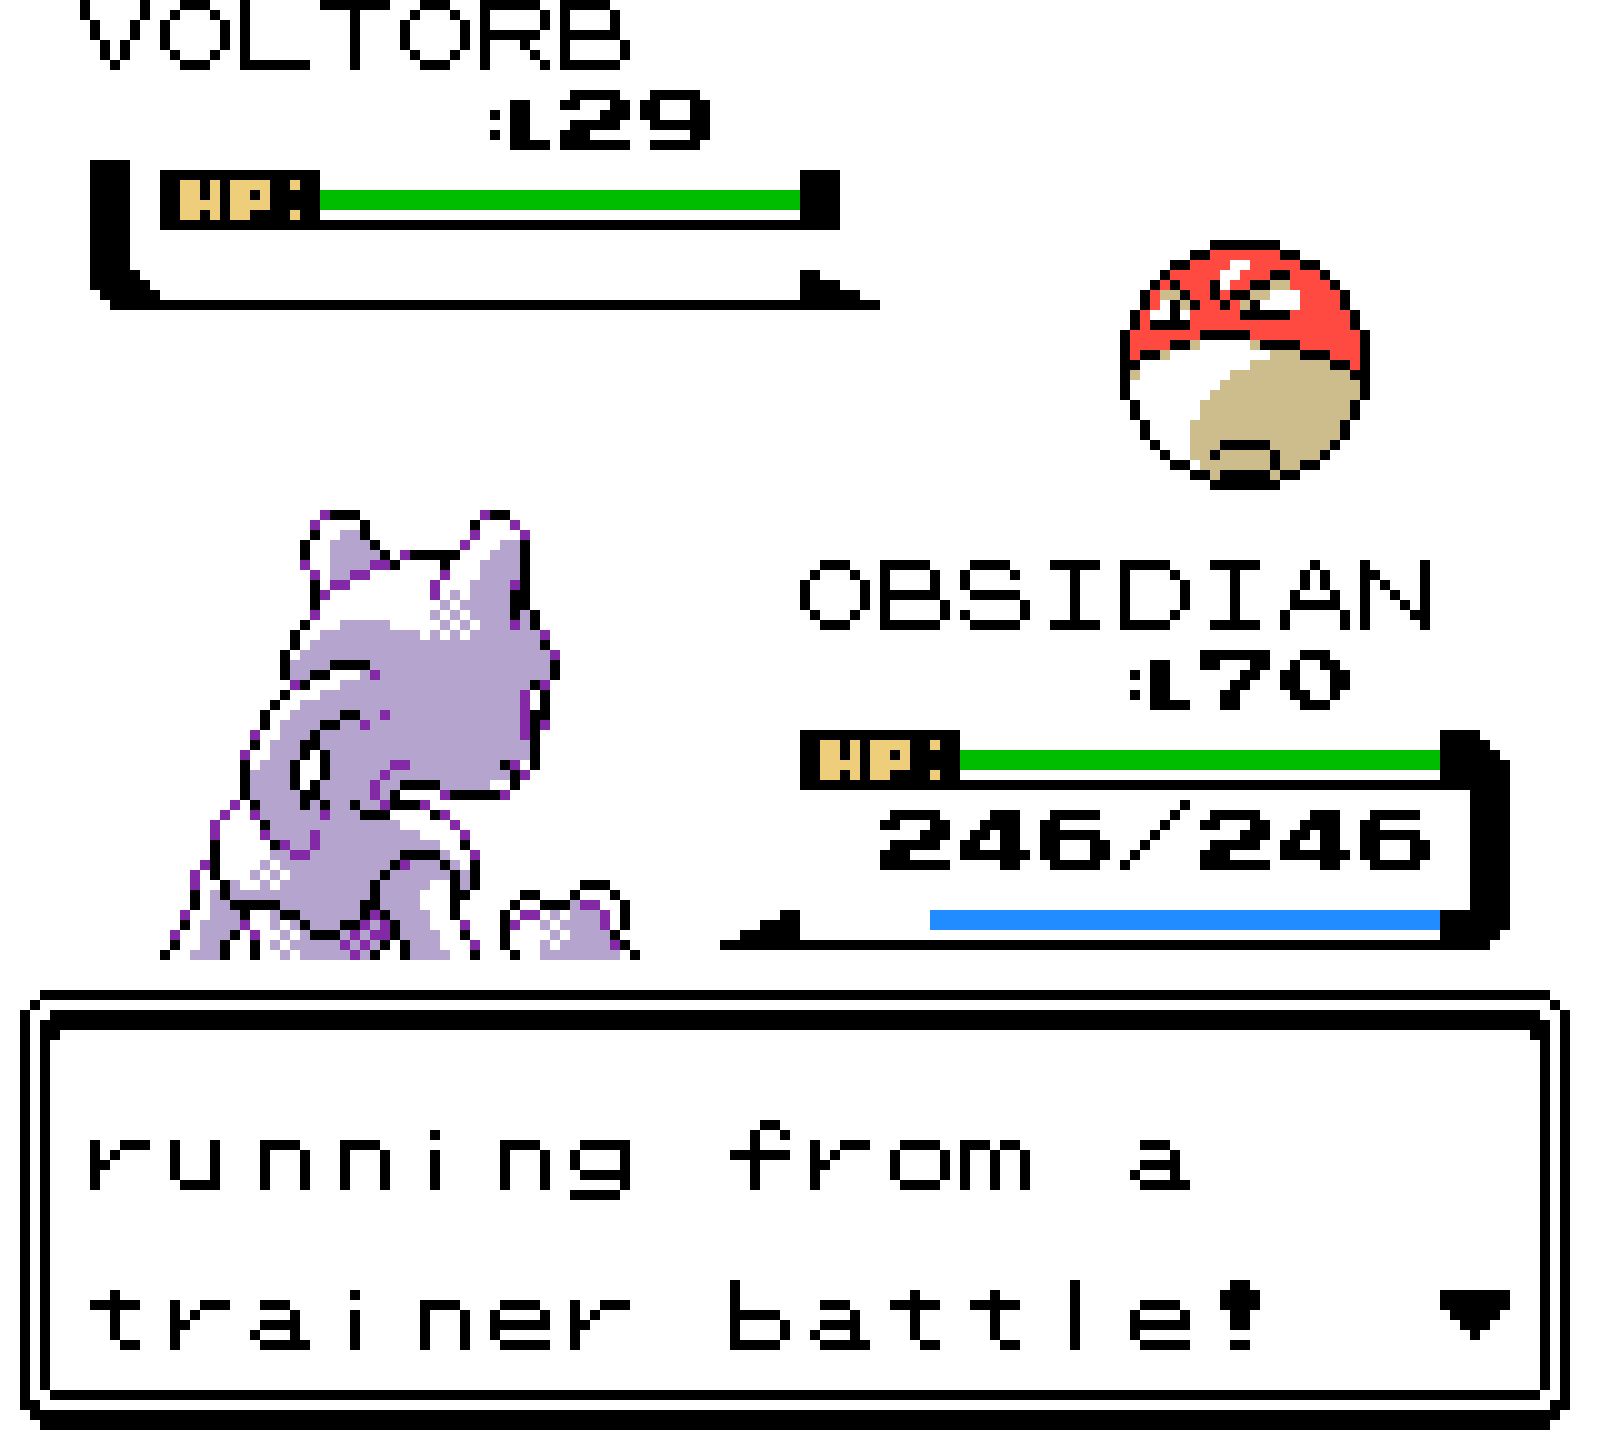 VOLTORB
:L29
HP:
OBSIDIAN
:L70
HP:
246/246
running from a
trainer battle!